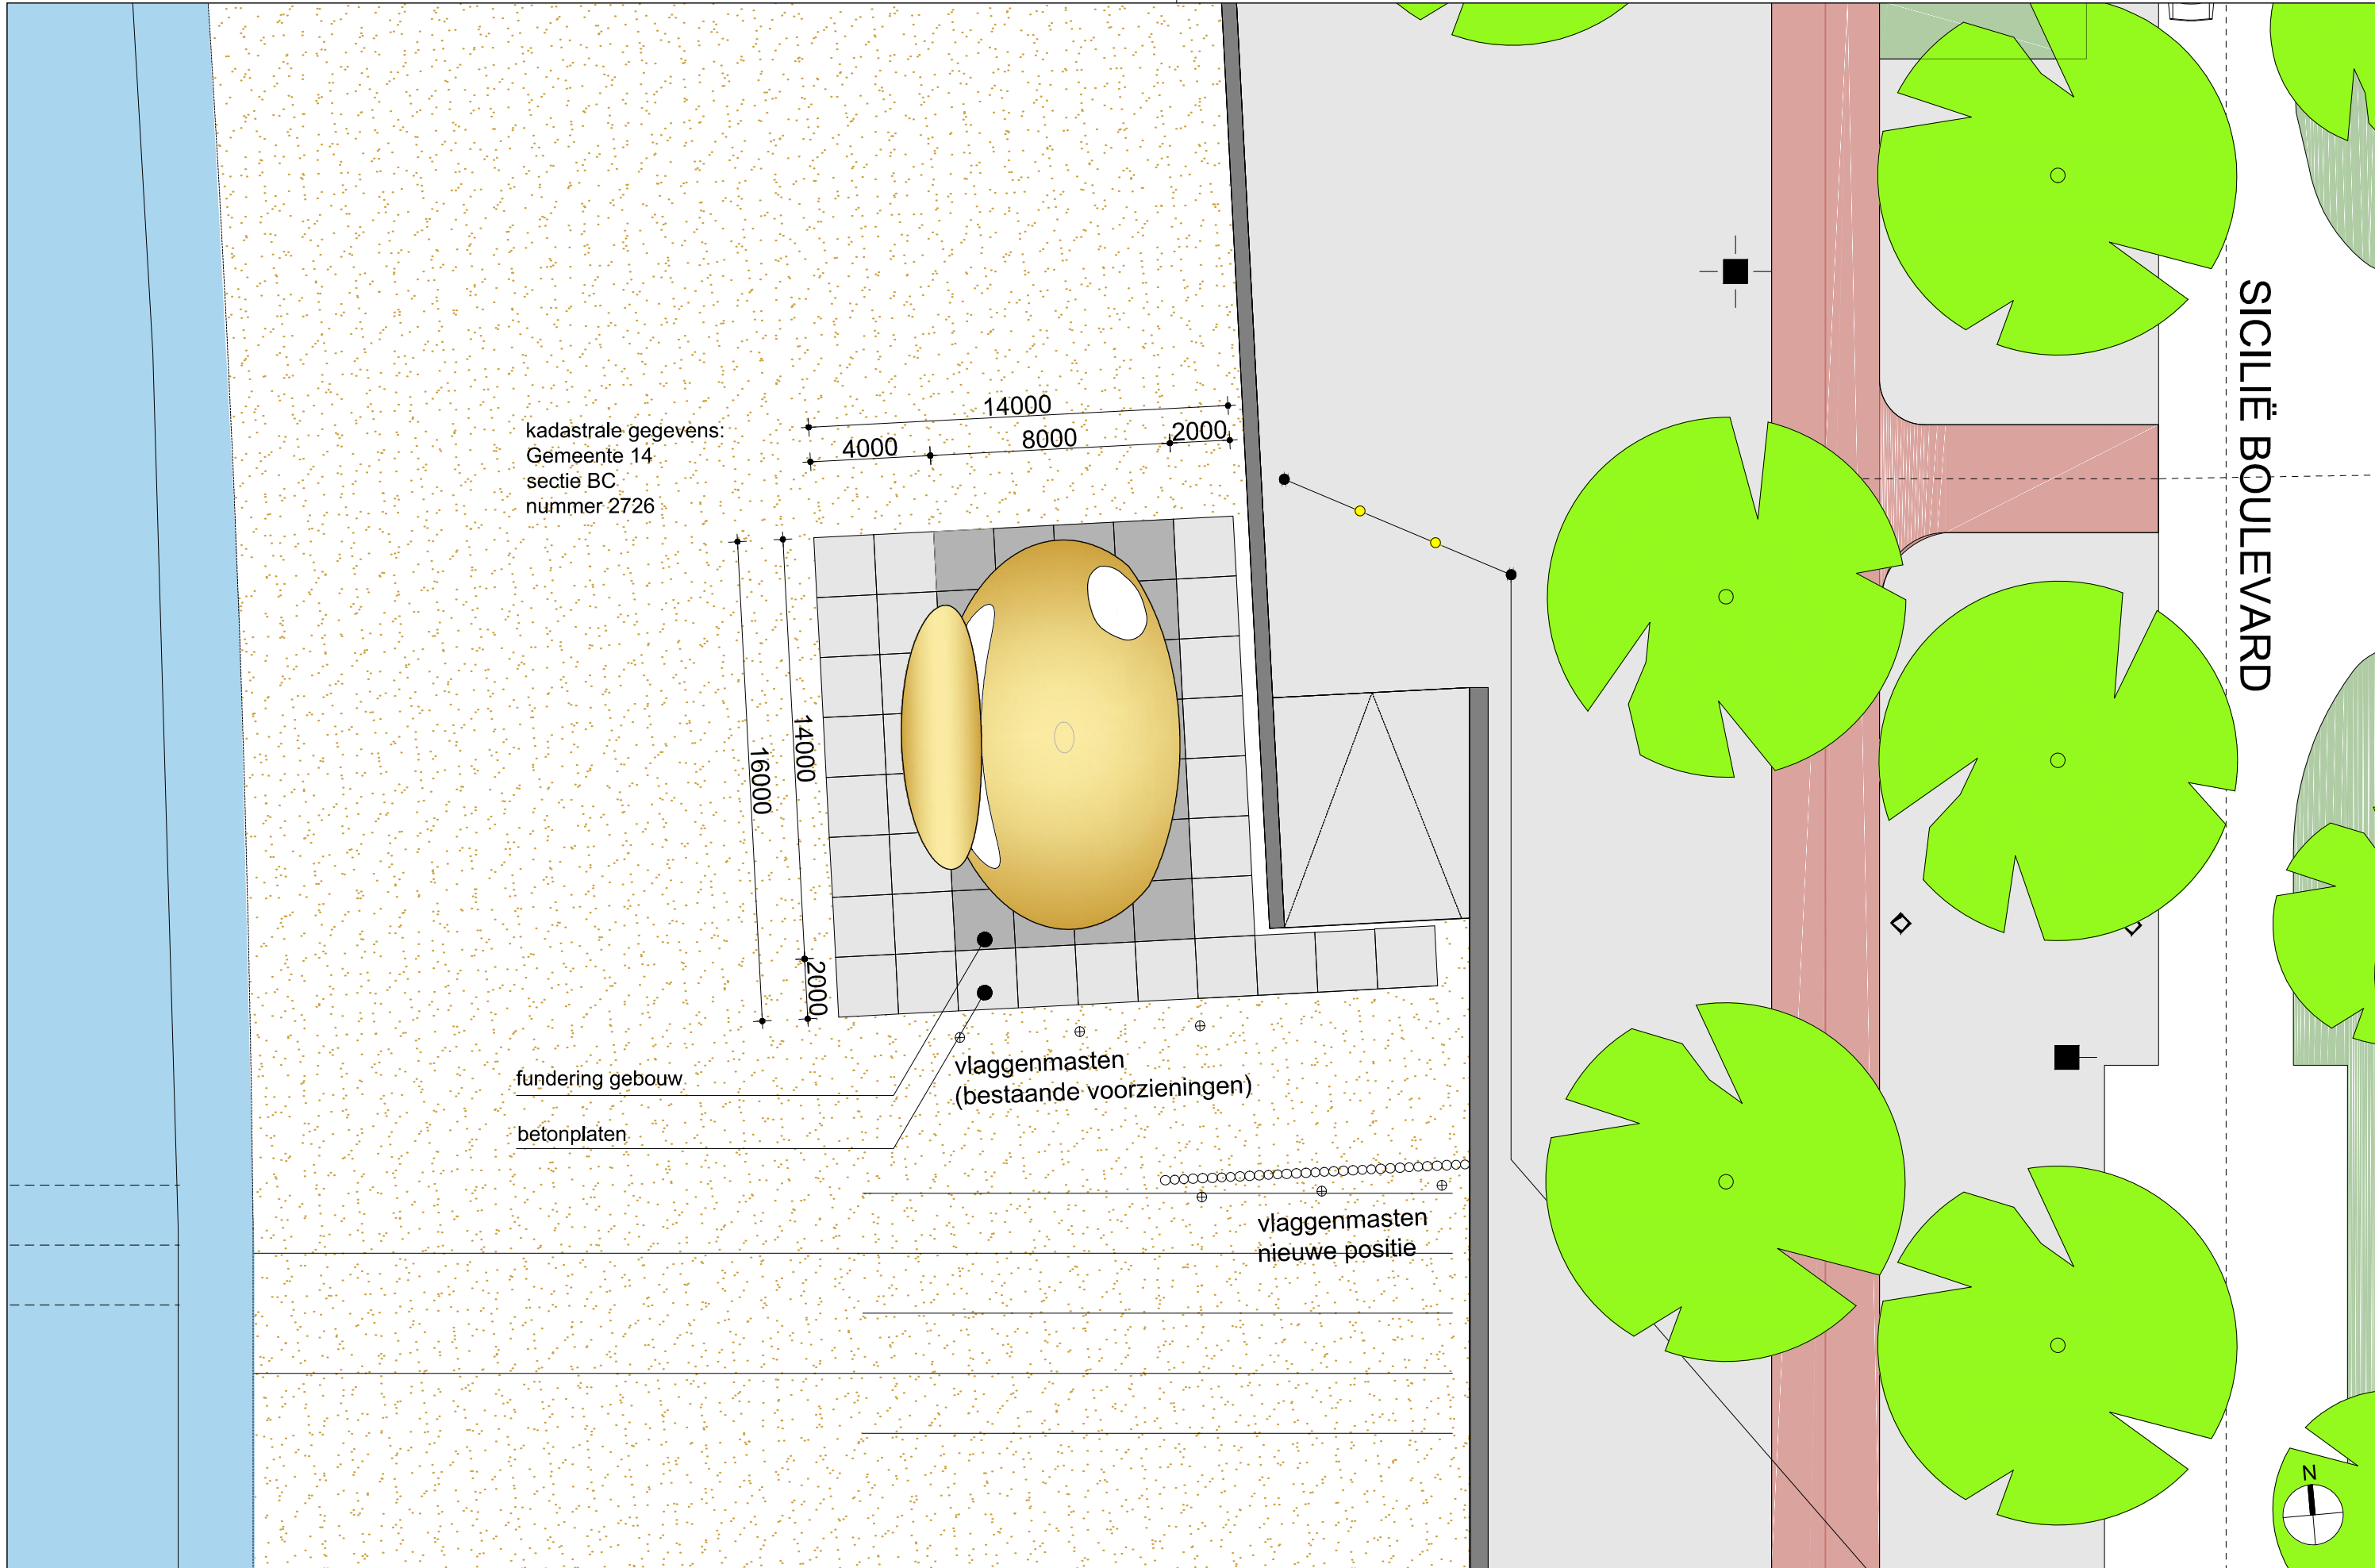 14000
4000
8000
2000
kadastrale gegevens:
Gemeente 14
sectie BC
nummer 2726
SICILIË BOULEVARD
14000
16000
2000
vlaggenmasten
(bestaande voorzieningen)
fundering gebouw
betonplaten
vlaggenmasten
nieuwe positie
N